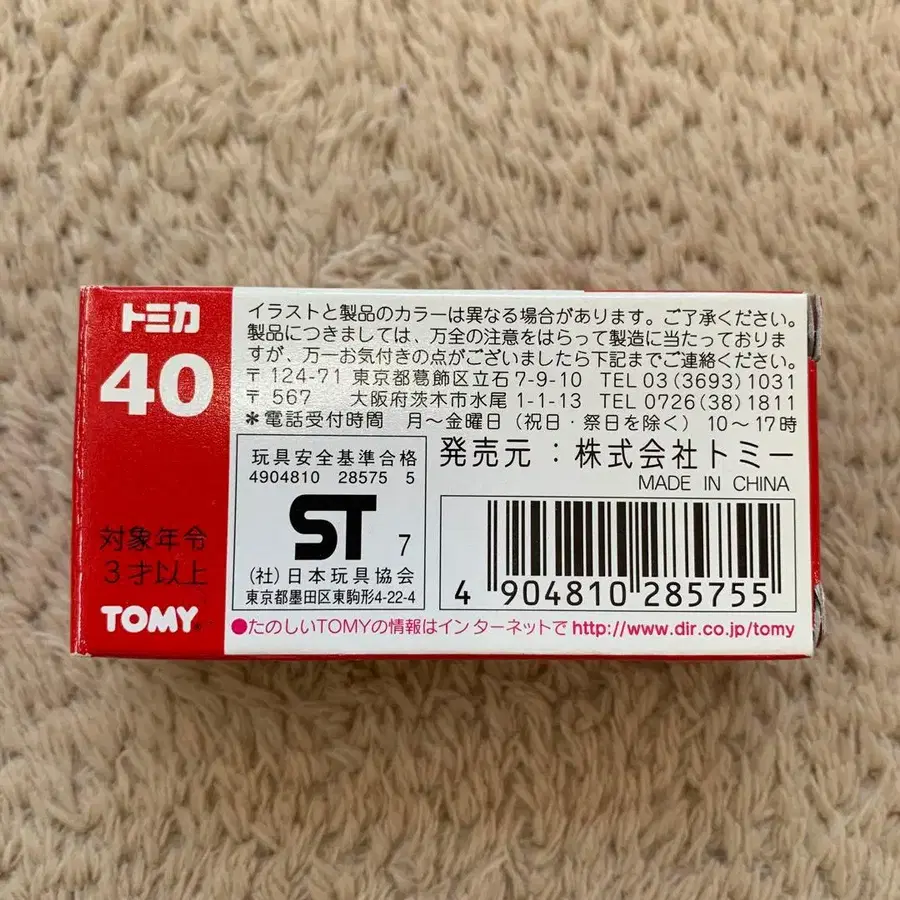 トミカ
40
対象年令
3才以上
TOMY
イラストと製品のカラーは異なる場合があります。ご了承ください。
製品につきましては、万全の注意をはらって製造に当たっておりま
すが、万一お気付きの点がございましたら下記までご連絡ください。
〒124-71 東京都葛飾区立石7-9-10 TEL 03(3693)1031
〒567 大阪府茨木市水尾 1-1-13 TEL 0726(38)1811
*電話受付時間 月〜金曜日(祝日・祭日を除く) 10〜17時
玩具安全基準合格
4904810 28575 5
ST 7
(社)日本玩具協会
東京都墨田区東駒形4-22-4
発売元:株式会社トミー
MADE IN CHINA
4 904810 285755
●たのしいTOMYの情報はインターネットで http://www.dir.co.jp/tomy